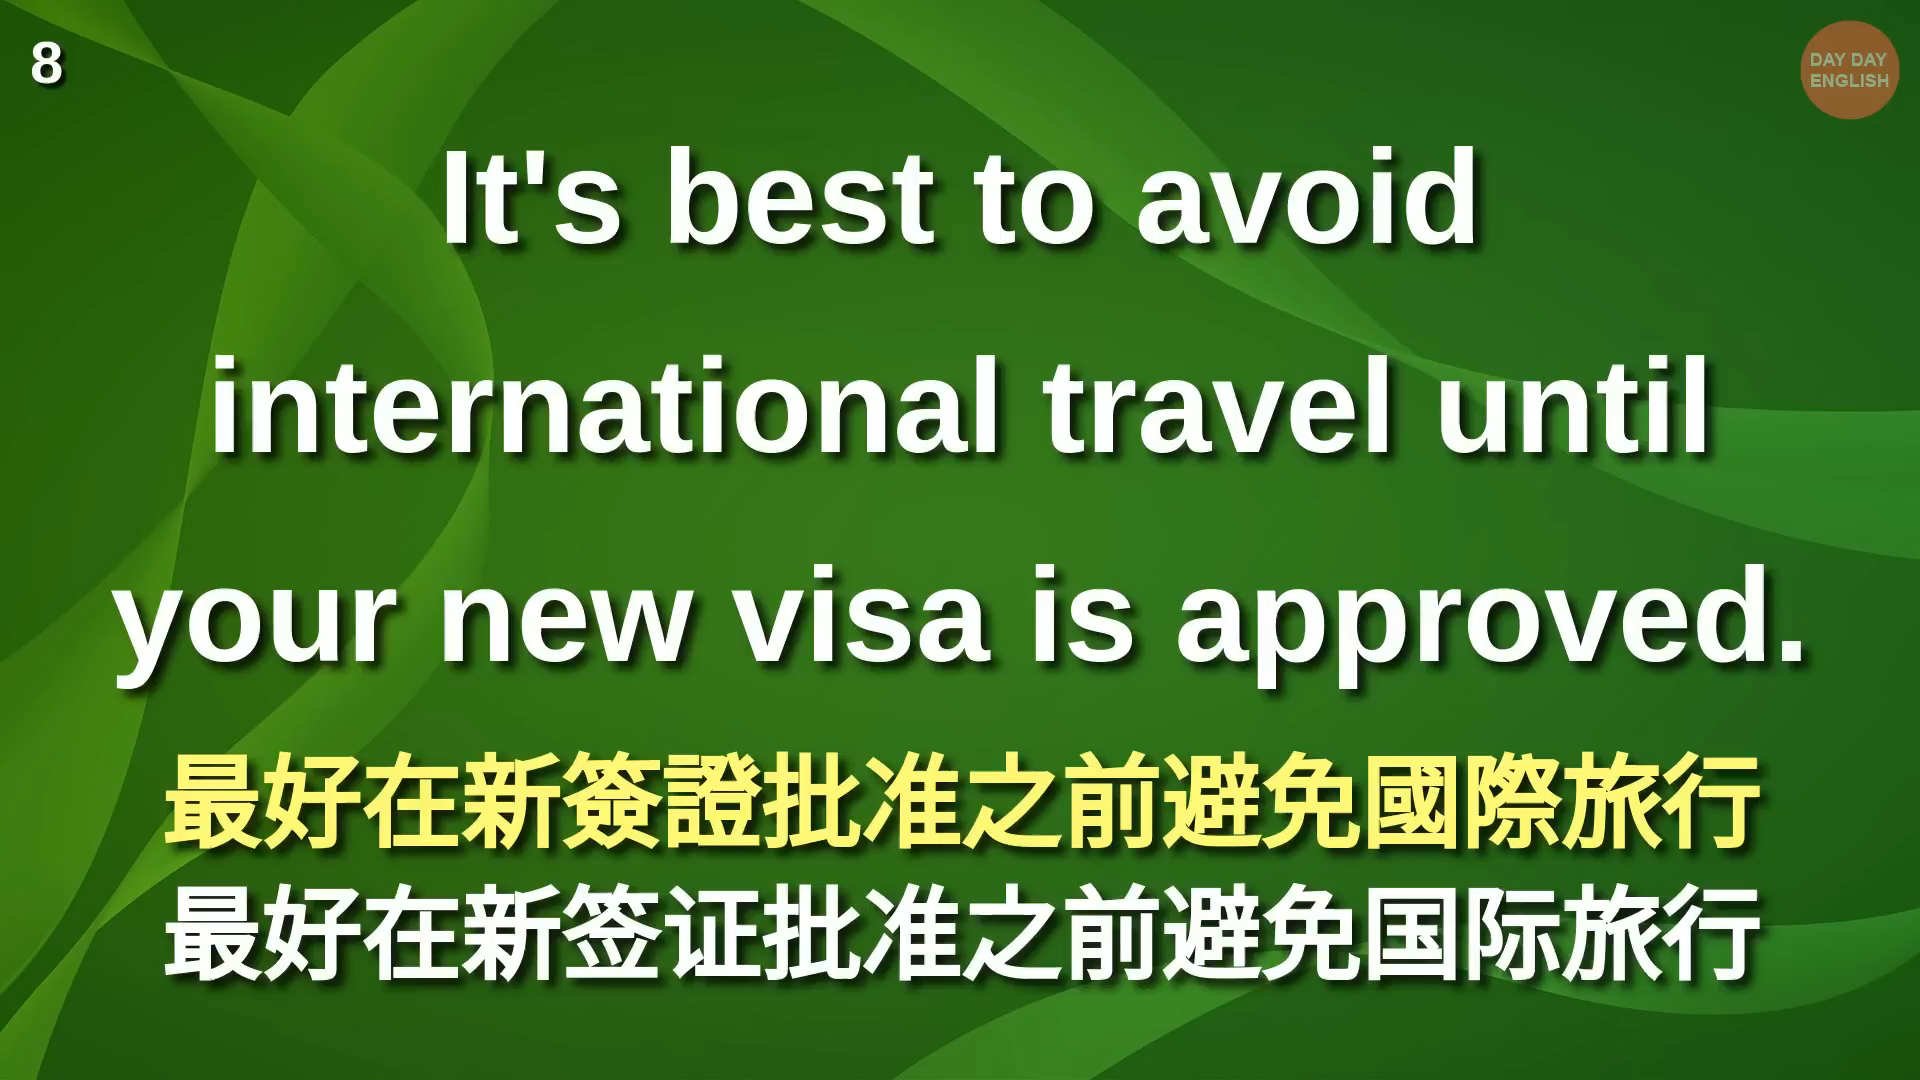 8
DAY DAY
ENGLISH
It's best to avoid
international travel until
your new visa is approved.
最好在新簽證批准之前避免國際旅行
最好在新签证批准之前避免国际旅行